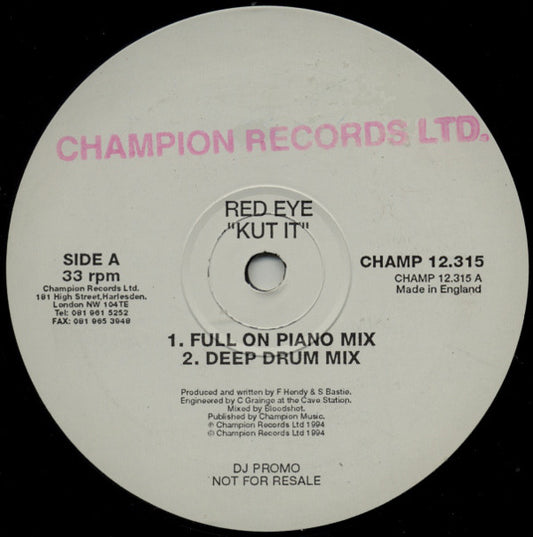 CHAMPION RECORDS LTD.
RED EYE
"KUT IT"
SIDE A
33 rpm
Champion Records Ltd.
181 High Street,Harlesden.
London NW 104TE
Tel: 081 961 5252
FAX: 081 965 3948
CHAMP 12.315
CHAMP 12.315 A
Made in England
1. FULL ON PIANO MIX
2. DEEP DRUM MIX
Produced and written by F Hendy & S Bastie.
Engineered by C Grainge at the Cave Station.
Mixed by Bloodshot.
Published by Champion Music.
℗ Champion Records Ltd 1994
© Champion Records Ltd 1994
DJ PROMO
NOT FOR RESALE